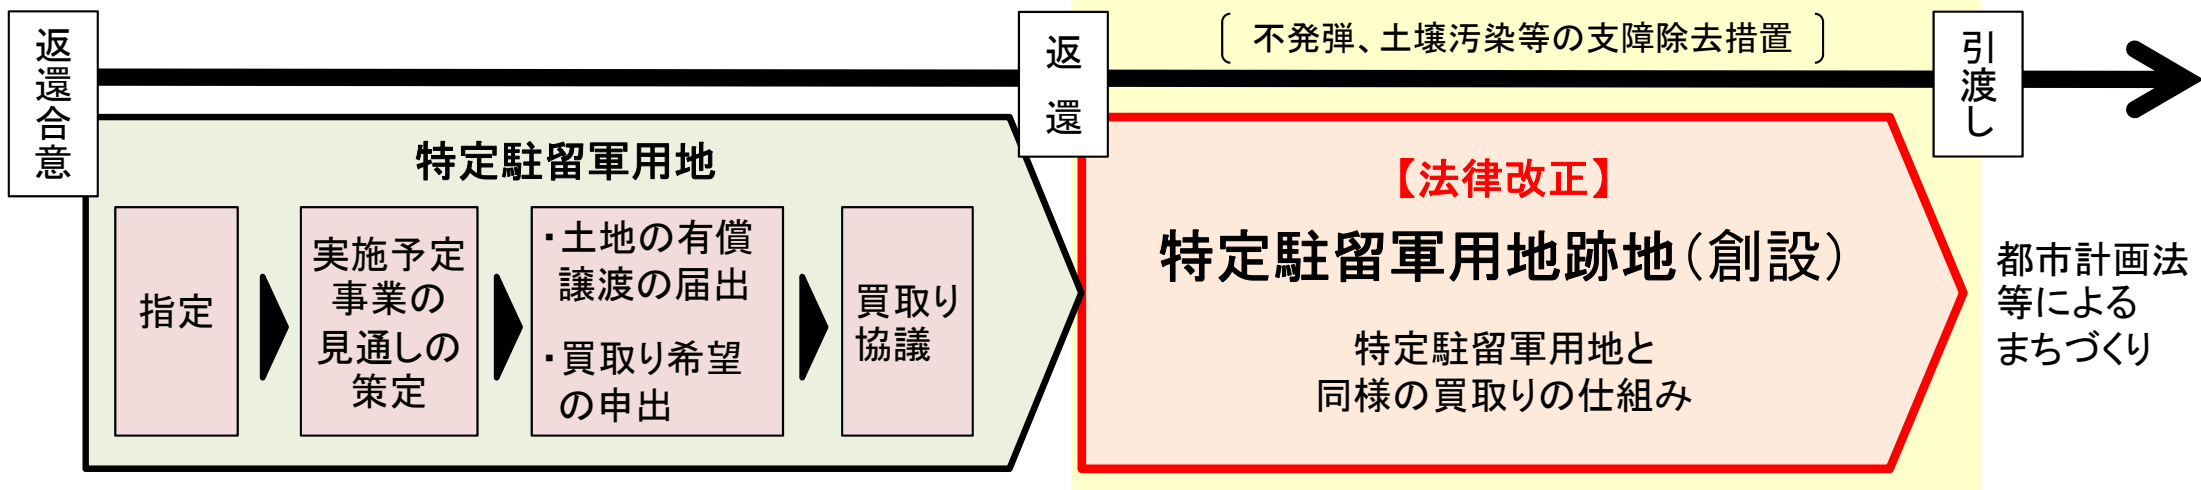 返還合意
返還
〔 不発弾、土壌汚染等の支障除去措置 〕
引渡し
特定駐留軍用地
指定
実施予定
事業の
見通しの
策定
・土地の有償
譲渡の届出
・買取り希望
の申出
買取り
協議
【法律改正】
特定駐留軍用地跡地（創設）
特定駐留軍用地と
同様の買取りの仕組み
都市計画法
等による
まちづくり